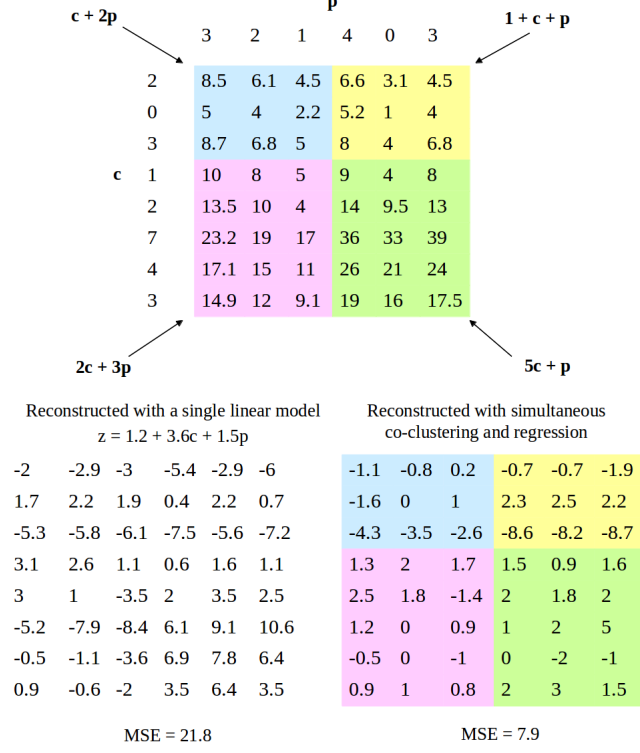 p
c + 2p 1 + c + p
3 2 1 4 0 3
2 8.5 6.1 4.5 6.6 3.1 4.5
0 5 4 2.2 5.2 1 4
3 8.7 6.8 5 8 4 6.8
c 1 10 8 5 9 4 8
2 13.5 10 4 14 9.5 13
7 23.2 19 17 36 33 39
4 17.1 15 11 26 21 24
3 14.9 12 9.1 19 16 17.5
2c + 3p 5c + p
Reconstructed with a single linear model
z = 1.2 + 3.6c + 1.5p
-2 -2.9 -3 -5.4 -2.9 -6
1.7 2.2 1.9 0.4 2.2 0.7
-5.3 -5.8 -6.1 -7.5 -5.6 -7.2
3.1 2.6 1.1 0.6 1.6 1.1
3 1 -3.5 2 3.5 2.5
-5.2 -7.9 -8.4 6.1 9.1 10.6
-0.5 -1.1 -3.6 6.9 7.8 6.4
0.9 -0.6 -2 3.5 6.4 3.5
MSE = 21.8
Reconstructed with simultaneous
co-clustering and regression
-1.1 -0.8 0.2 -0.7 -0.7 -1.9
-1.6 0 1 2.3 2.5 2.2
-4.3 -3.5 -2.6 -8.6 -8.2 -8.7
1.3 2 1.7 1.5 0.9 1.6
2.5 1.8 -1.4 2 1.8 2
1.2 0 0.9 1 2 5
-0.5 0 -1 0 -2 -1
0.9 1 0.8 2 3 1.5
MSE = 7.9